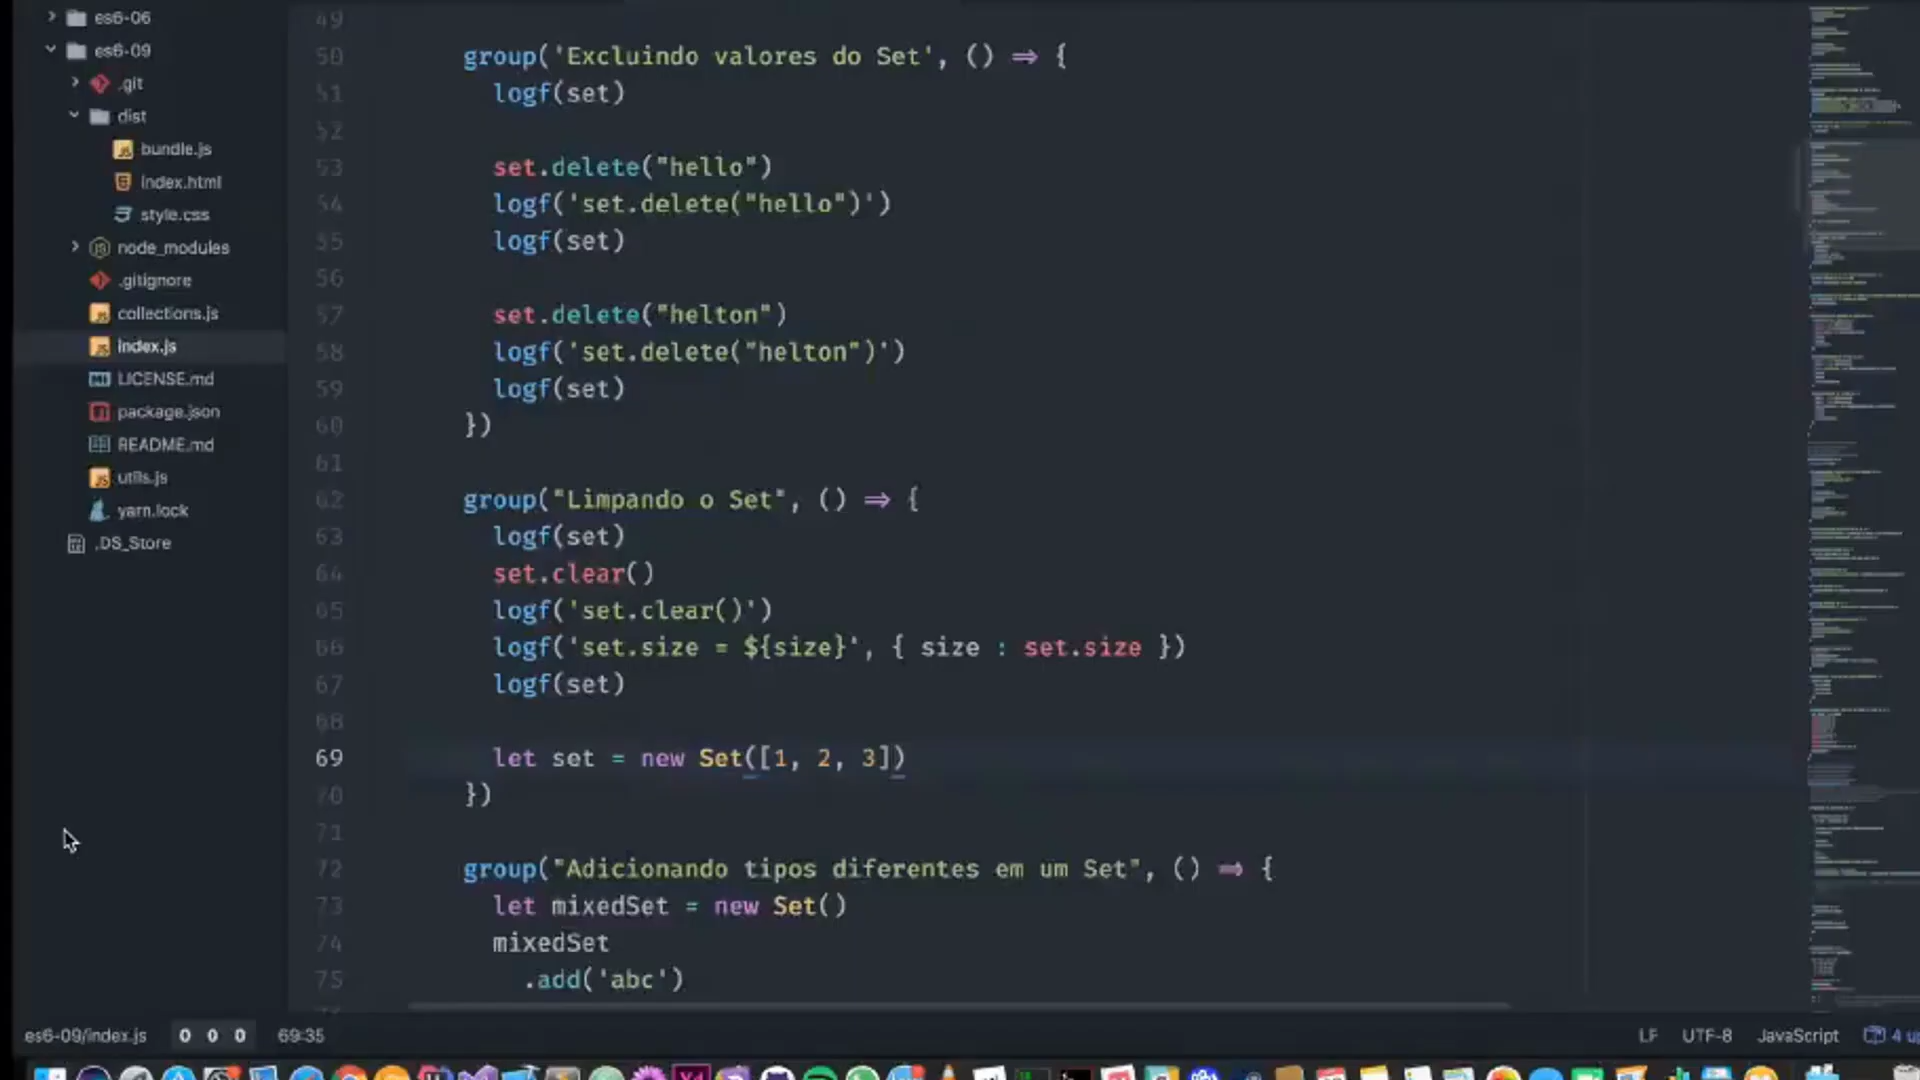 es6-06
es6-09
.git
dist
bundle.js
index.html
style.css
node_modules
.gitignore
collections.js
index.js
LICENSE.md
package.json
README.md
utils.js
yarn.lock
.DS_Store
49
50 group('Excluindo valores do Set', () ⇒ {
51 logf(set)
52
53 set.delete("hello")
54 logf('set.delete("hello")')
55 logf(set)
56
57 set.delete("helton")
58 logf('set.delete("helton")')
59 logf(set)
60 })
61
62 group("Limpando o Set", () ⇒ {
63 logf(set)
64 set.clear()
65 logf('set.clear()')
66 logf('set.size = ${size}', { size : set.size })
67 logf(set)
68
69 let set = new Set([1, 2, 3])
70 })
71
72 group("Adicionando tipos diferentes em um Set", () ⇒ {
73 let mixedSet = new Set()
74 mixedSet
75 .add('abc')
es6-09/index.js 0 0 0 69:35 LF UTF-8 JavaScript 4